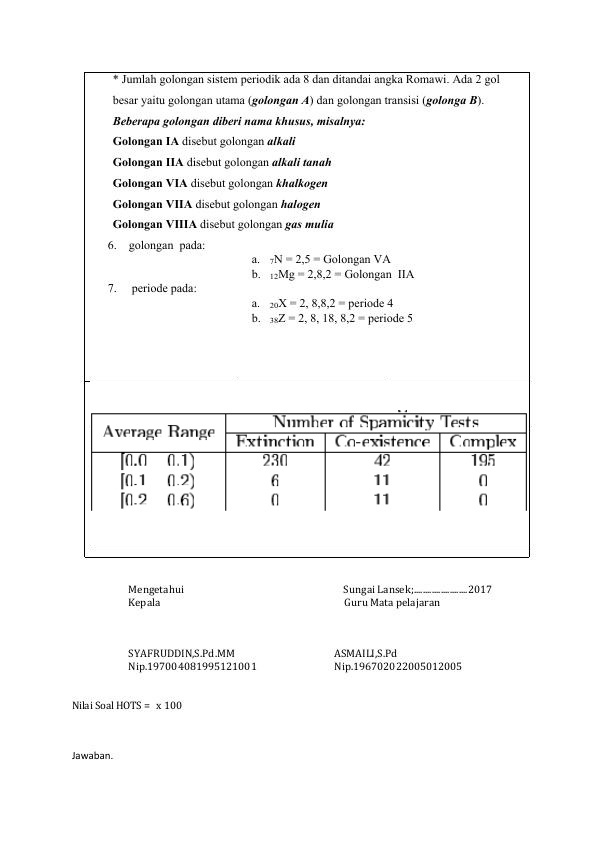 * Jumlah golongan sistem periodik ada 8 dan ditandai angka Romawi. Ada 2 gol
besar yaitu golongan utama (golongan A) dan golongan transisi (golonga B).
Beberapa golongan diberi nama khusus, misalnya:
Golongan IA disebut golongan alkali
Golongan IIA disebut golongan alkali tanah
Golongan VIA disebut golongan khalkogen
Golongan VIIA disebut golongan halogen
Golongan VIIIA disebut golongan gas mulia
6. golongan pada:
a. ₇N = 2,5 = Golongan VA
b. ₁₂Mg = 2,8,2 = Golongan IIA
7. periode pada:
a. ₂₀X = 2, 8,8,2 = periode 4
b. ₃₈Z = 2, 8, 18, 8,2 = periode 5
Number of Spamicity Tests
Average Range
Extinction Co-existence Complex
[0.0 0.1) 230 42 195
[0.1 0.2) 6 11 0
[0.2 0.6) 0 11 0
Mengetahui Sungai Lansek;........................2017
Kepala Guru Mata pelajaran
SYAFRUDDIN,S.Pd.MM ASMAILI,S.Pd
Nip.197004081995121001 Nip.196702022005012005
Nilai Soal HOTS = x 100
Jawaban.